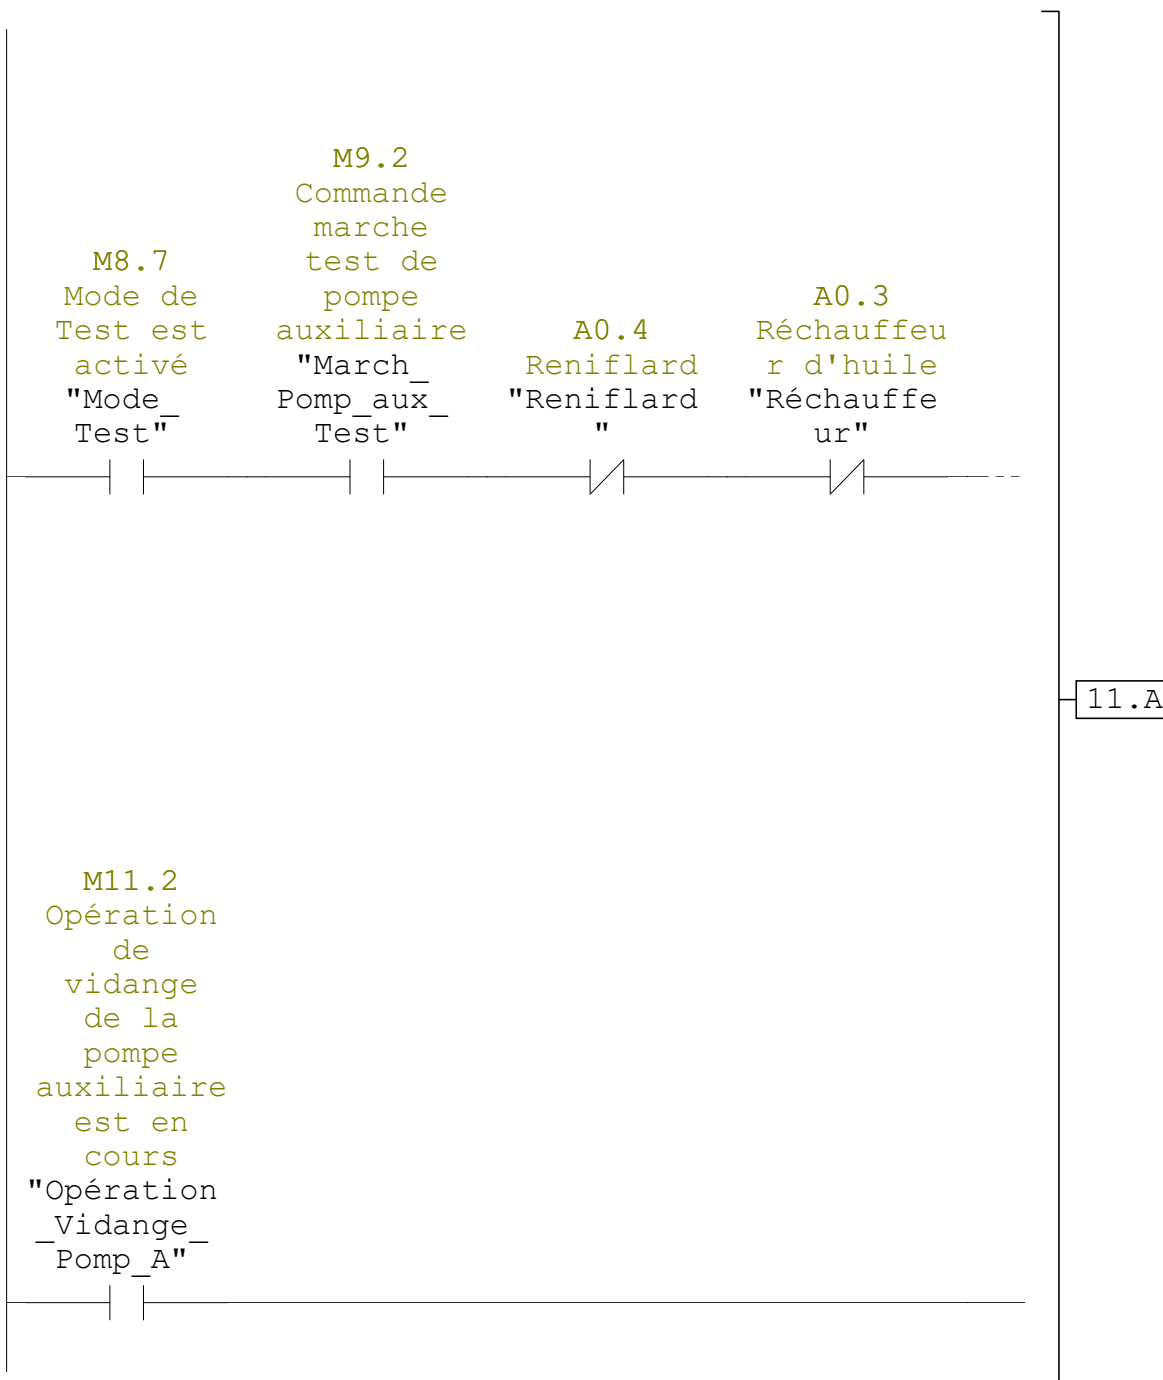 M9.2
Commande
marche
test de
pompe
auxiliaire
"March_
Pomp_aux_
Test"
M8.7
Mode de
Test est
activé
"Mode_
Test"
A0.4
Reniflard
"Reniflard
"
A0.3
Réchauffeu
r d'huile
"Réchauffe
ur"
11.A
M11.2
Opération
de
vidange
de la
pompe
auxiliaire
est en
cours
"Opération
_Vidange_
Pomp_A"